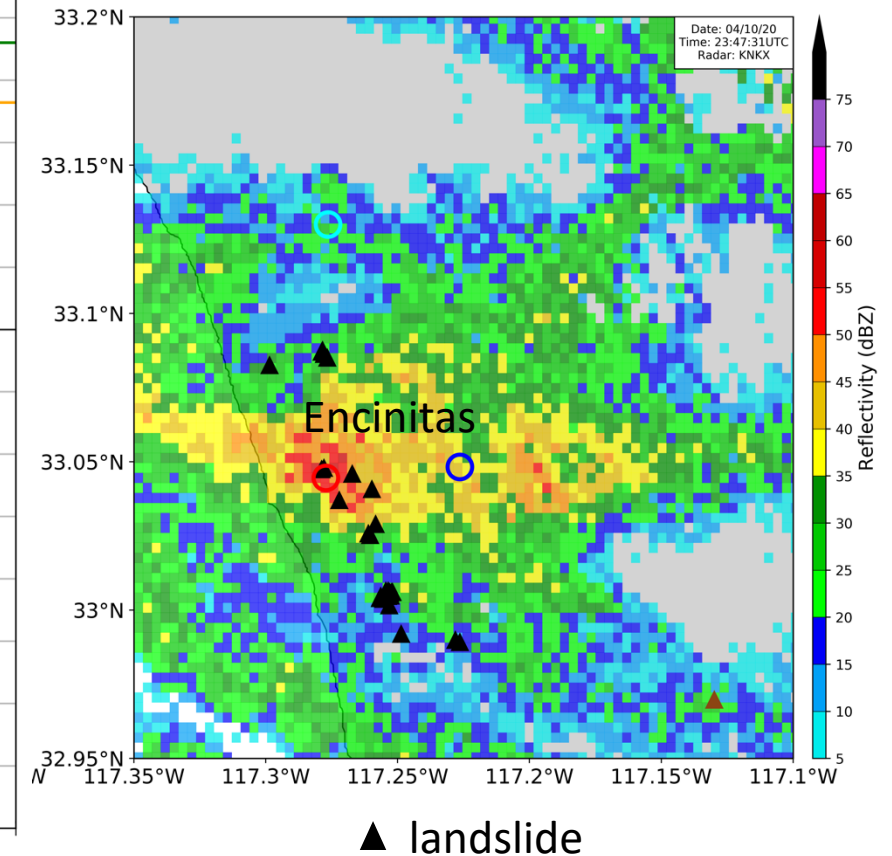 33.2°N
Date: 04/10/20
Time: 23:47:31UTC
Radar: KNKX
33.15°N
33.1°N
33.05°N
33°N
32.95°N
Encinitas
117.35°W
117.3°W
117.25°W
117.2°W
117.15°W
117.1°W
W
75
70
65
60
55
50
45
40
35
30
25
20
15
10
5
Reflectivity (dBZ)
▲ landslide